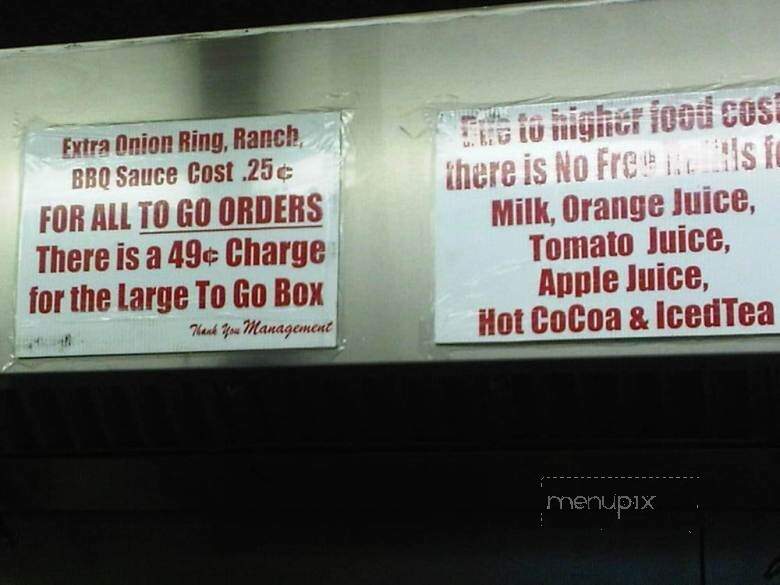 Extra Onion Ring, Ranch,
BBQ Sauce Cost .25¢
FOR ALL TO GO ORDERS
There is a 49¢ Charge
for the Large To Go Box
Thank You Management
Due to higher food cost
there is No Free
Milk, Orange Juice,
Tomato Juice,
Apple Juice,
Hot CoCoa & IcedTea
menupix